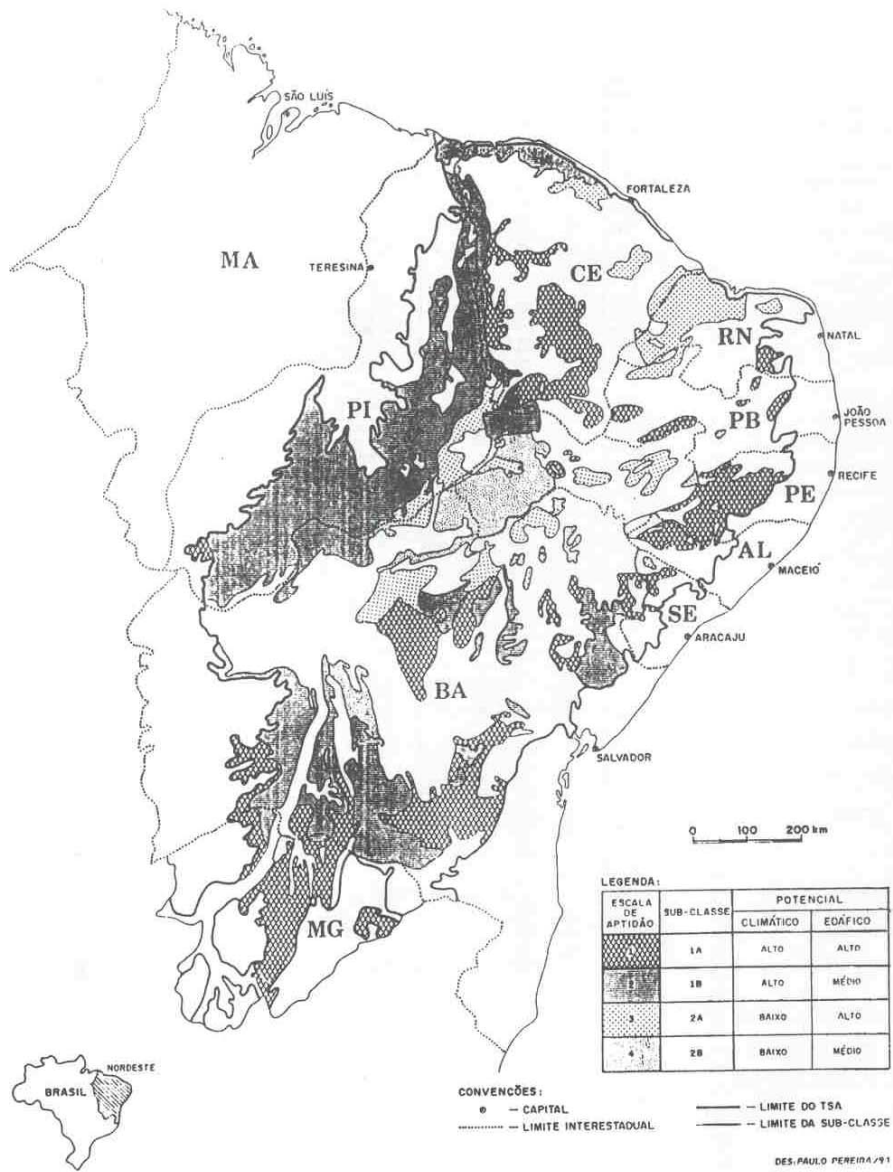 SÃO LUÍS
FORTALEZA
MA
TERESINA
CE
RN
NATAL
PI
PB
JOÃO
PESSOA
PE
RECIFE
AL
MACEIÓ
SE
ARACAJU
BA
SALVADOR
0 100 200 km
MG
LEGENDA:
ESCALA DE APTIDÃO SUB-CLASSE POTENCIAL
CLIMÁTICO EDÁFICO
1 1A ALTO ALTO
2 1B ALTO MÉDIO
3 2A BAIXO ALTO
4 2B BAIXO MÉDIO
NORDESTE
BRASIL
CONVENÇÕES:
— CAPITAL
— LIMITE INTERESTADUAL
— LIMITE DO TSA
— LIMITE DA SUB-CLASSE
DES: PAULO PEREIRA/91